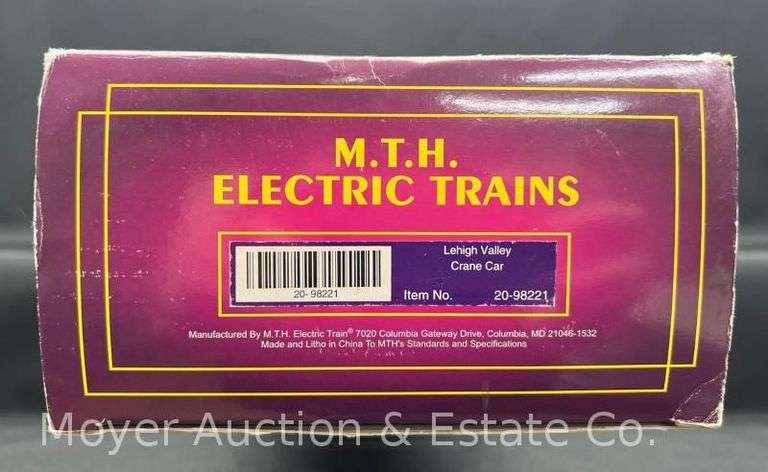 M.T.H.
ELECTRIC TRAINS
Lehigh Valley
Crane Car
20-98221
Item No. 20-98221
Manufactured By M.T.H. Electric Train® 7020 Columbia Gateway Drive, Columbia, MD 21046-1532
Made and Litho in China To MTH's Standards and Specifications
Moyer Auction & Estate Co.